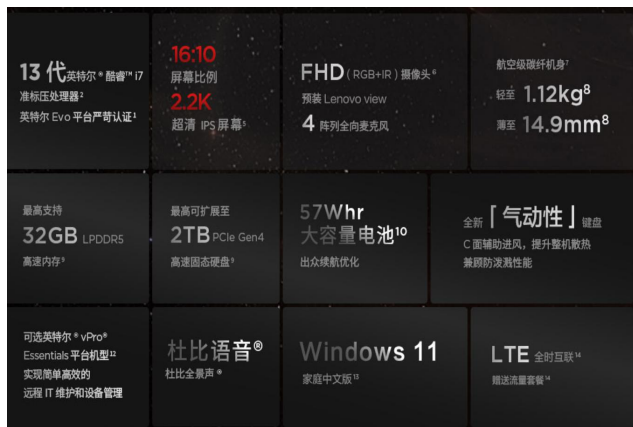 13 代英特尔®酷睿™ i7
准标压处理器²
英特尔 Evo 平台严苛认证¹
16:10
屏幕比例
2.2K
超清 IPS 屏幕⁵
FHD（RGB+IR）摄像头⁶
预装 Lenovo view
4 阵列全向麦克风
航空级碳纤机身⁷
轻至 1.12kg⁸
薄至 14.9mm⁸
最高支持
32GB LPDDR5
高速内存⁹
最高可扩展至
2TB PCIe Gen4
高速固态硬盘⁹
57Whr
大容量电池¹⁰
出众续航优化
全新「气动性」键盘
C 面辅助进风，提升整机散热
兼顾防泼溅性能
可选英特尔® vPro®
Essentials 平台机型¹²
实现简单高效的
远程 IT 维护和设备管理
杜比语音®
杜比全景声®
Windows 11
家庭中文版¹³
LTE 全时互联¹⁴
赠送流量套餐¹⁴